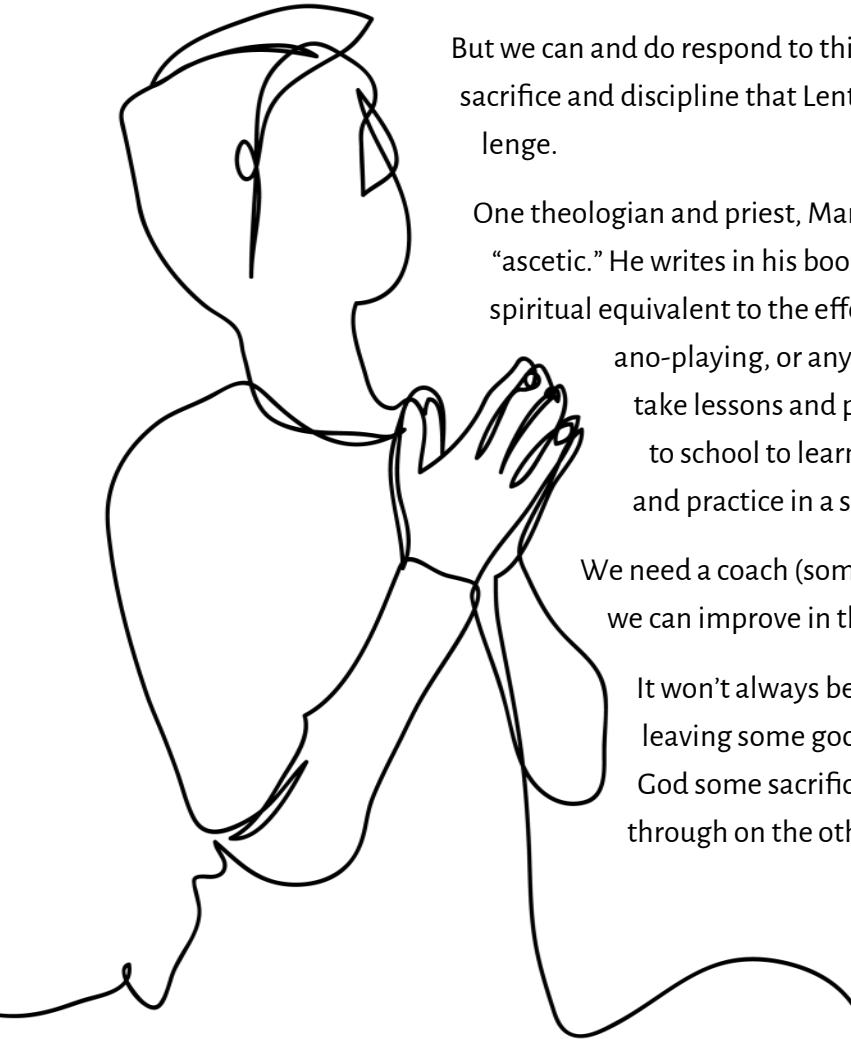 But we can and do respond to thi
sacrifice and discipline that Lent
lenge.
One theologian and priest, Mar
“ascetic.” He writes in his boo
spiritual equivalent to the effo
ano-playing, or any
take lessons and p
to school to learn
and practice in a s
We need a coach (som
we can improve in th
It won’t always be
leaving some goo
God some sacrific
through on the oth